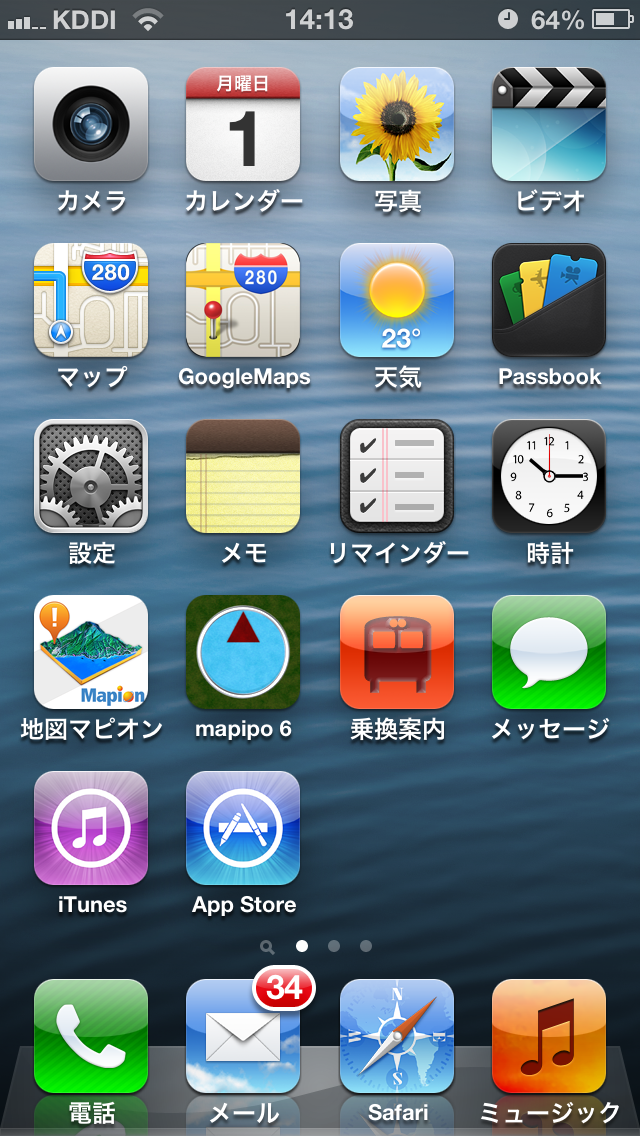 KDDI 14:13 64%
月曜日
1
カメラ カレンダー 写真 ビデオ
280 280 23°
マップ GoogleMaps 天気 Passbook
12 1 2 3 4 5 6 7 8 9 10 11
設定 メモ リマインダー 時計
! Mapion
地図マピオン mapipo 6 乗換案内 メッセージ
iTunes App Store
34
N E S W
電話 メール Safari ミュージック